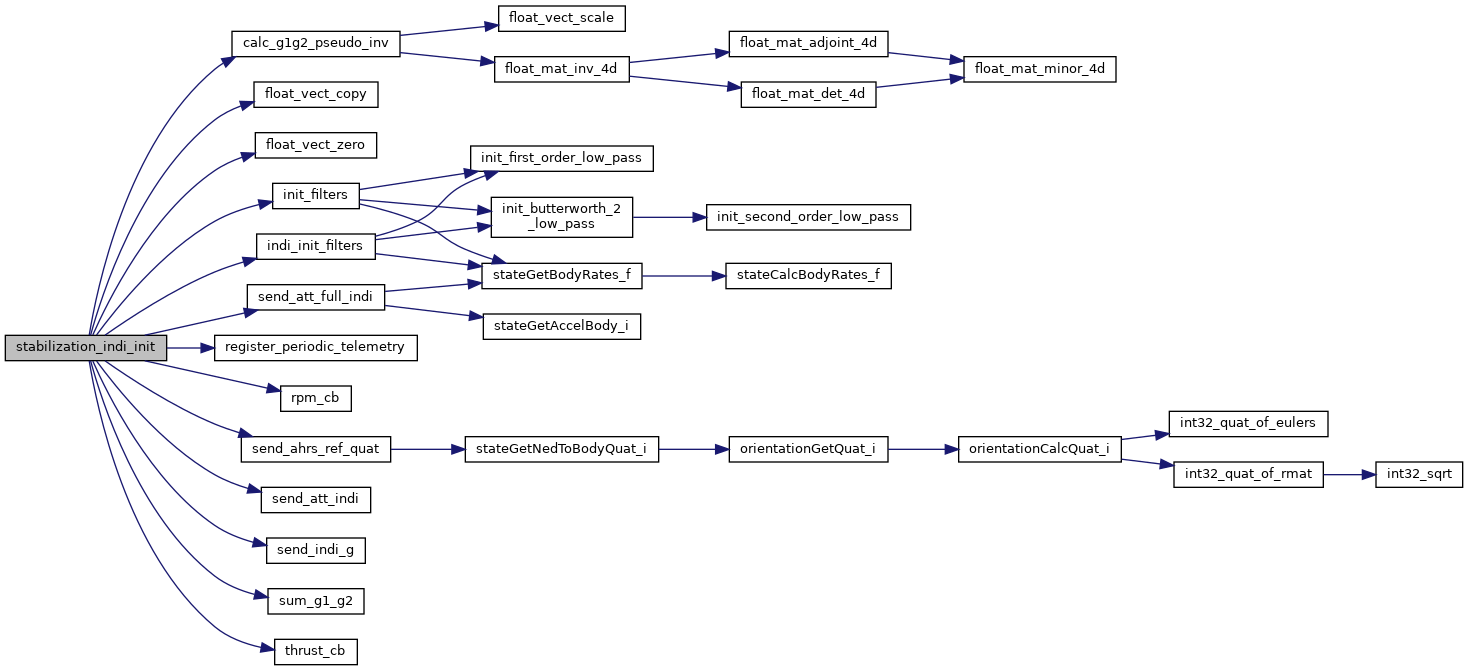 float_vect_scale
calc_g1g2_pseudo_inv
float_mat_adjoint_4d
float_mat_inv_4d
float_mat_minor_4d
float_vect_copy
float_mat_det_4d
float_vect_zero
init_first_order_low_pass
init_filters
init_butterworth_2
_low_pass
init_second_order_low_pass
indi_init_filters
stateGetBodyRates_f
stateCalcBodyRates_f
send_att_full_indi
stateGetAccelBody_i
stabilization_indi_init
register_periodic_telemetry
rpm_cb
int32_quat_of_eulers
send_ahrs_ref_quat
stateGetNedToBodyQuat_i
orientationGetQuat_i
orientationCalcQuat_i
int32_quat_of_rmat
int32_sqrt
send_att_indi
send_indi_g
sum_g1_g2
thrust_cb